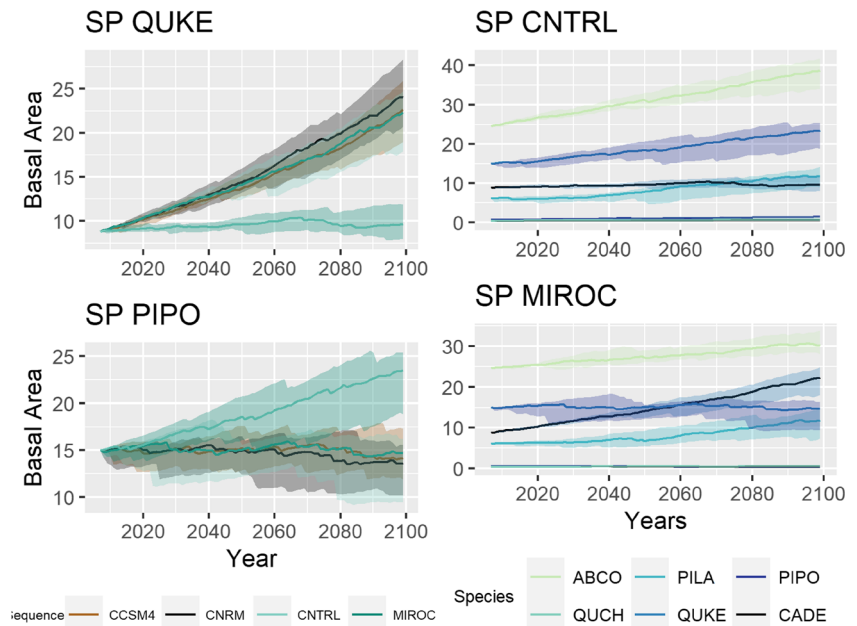 SP QUKE
Basal Area
25
20
15
10
2020 2040 2060 2080 2100
SP CNTRL
40
30
20
10
0
2020 2040 2060 2080 2100
SP PIPO
Basal Area
25
20
15
10
2020 2040 2060 2080 2100
Year
SP MIROC
30
20
10
0
2020 2040 2060 2080 2100
Years
CCSM4 CNRM CNTRL MIROC
Species
ABCO PILA PIPO
QUCH QUKE CADE